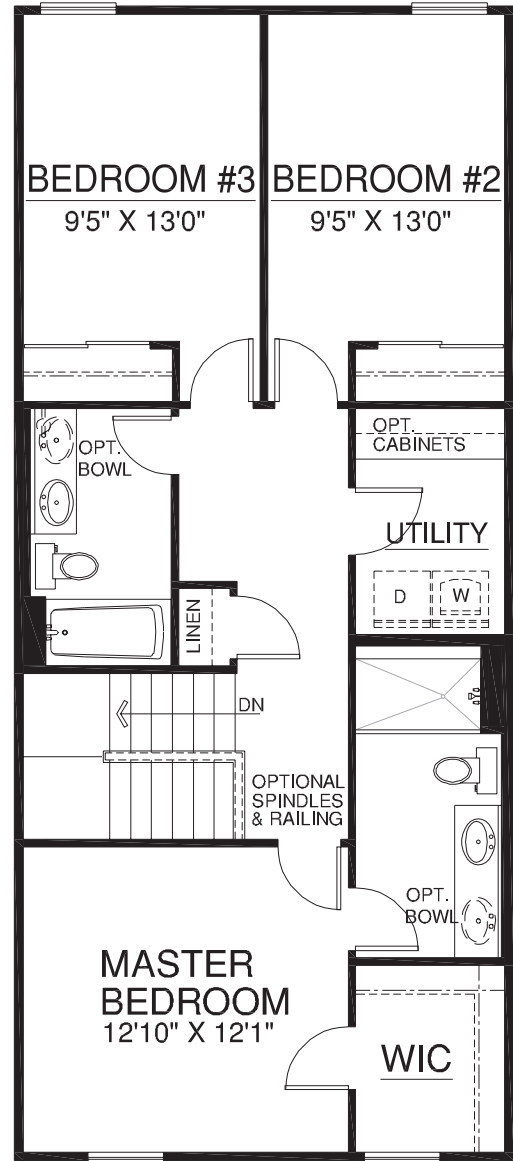 BEDROOM #3
9'5" X 13'0"
BEDROOM #2
9'5" X 13'0"
OPT.
BOWL
OPT.
CABINETS
UTILITY
D
W
LINEN
DN
OPTIONAL
SPINDLES
& RAILING
OPT.
BOWL
MASTER
BEDROOM
12'10" X 12'1"
WIC